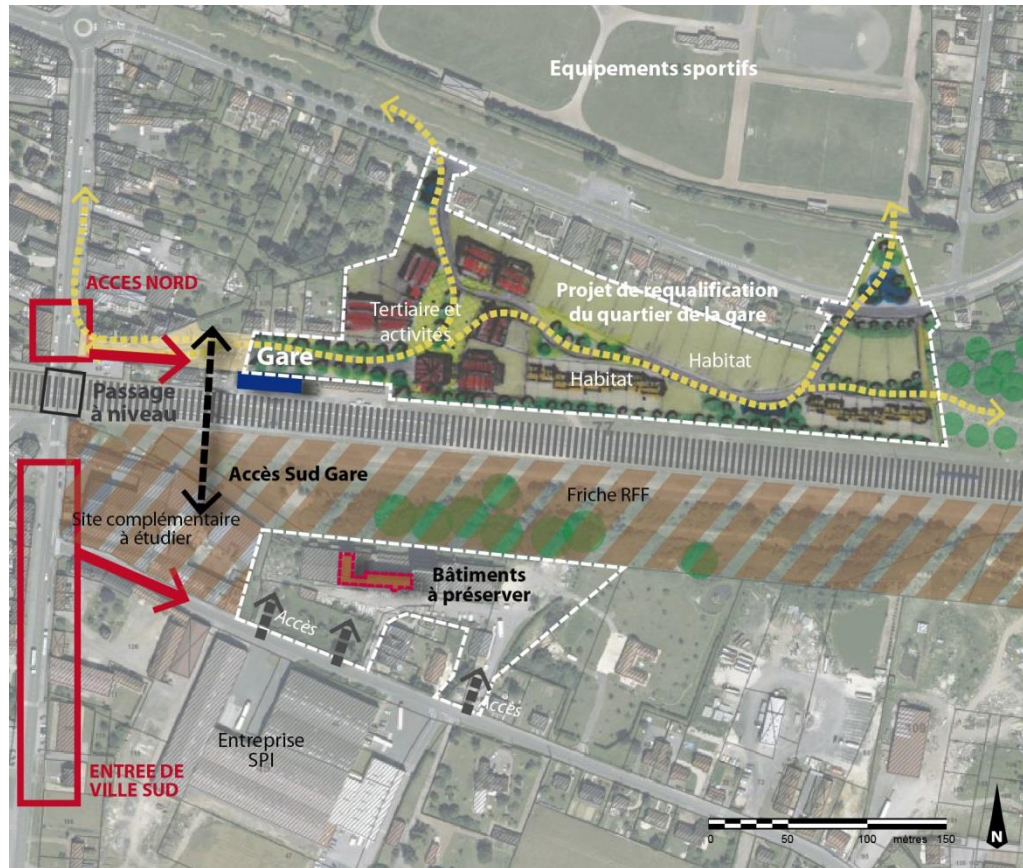 Equipements sportifs
ACCES NORD
Projet de requalification
du quartier de la gare
Tertiaire et
activités
Gare
Habitat
Habitat
Passage
à niveau
Accès Sud Gare
Friche RFF
Site complémentaire
à étudier
Bâtiments
à préserver
Accès
Accès
Entreprise
SPI
ENTREE DE
VILLE SUD
0 50 100 mètres 150
N